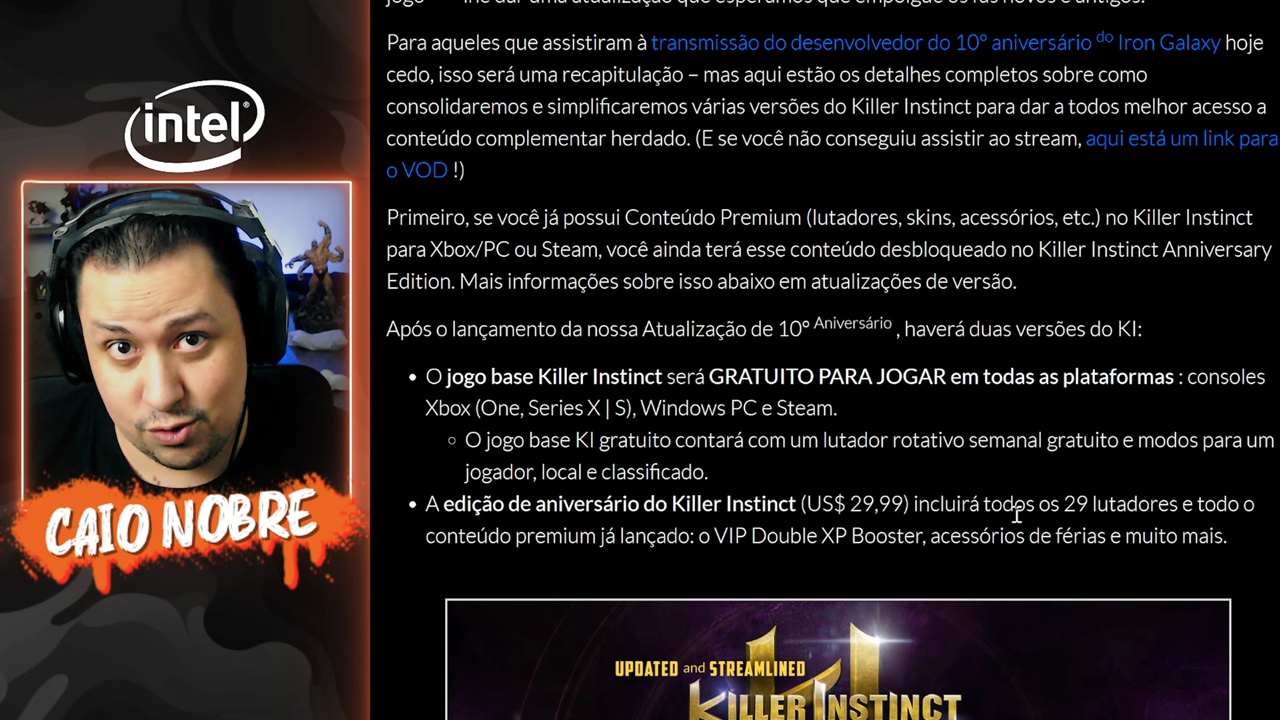 intel®
CAIO NOBRE
Para aqueles que assistiram à transmissão do desenvolvedor do 10º aniversário do Iron Galaxy hoje
cedo, isso será uma recapitulação – mas aqui estão os detalhes completos sobre como
consolidaremos e simplificaremos várias versões do Killer Instinct para dar a todos melhor acesso a
conteúdo complementar herdado. (E se você não conseguiu assistir ao stream, aqui está um link para
o VOD !)
Primeiro, se você já possui Conteúdo Premium (lutadores, skins, acessórios, etc.) no Killer Instinct
para Xbox/PC ou Steam, você ainda terá esse conteúdo desbloqueado no Killer Instinct Anniversary
Edition. Mais informações sobre isso abaixo em atualizações de versão.
Após o lançamento da nossa Atualização de 10º Aniversário , haverá duas versões do KI:
• O jogo base Killer Instinct será GRATUITO PARA JOGAR em todas as plataformas : consoles
Xbox (One, Series X | S), Windows PC e Steam.
○ O jogo base KI gratuito contará com um lutador rotativo semanal gratuito e modos para um
jogador, local e classificado.
• A edição de aniversário do Killer Instinct (US$ 29,99) incluirá todos os 29 lutadores e todo o
conteúdo premium já lançado: o VIP Double XP Booster, acessórios de férias e muito mais.
UPDATED and STREAMLINED
KILLER INSTINCT